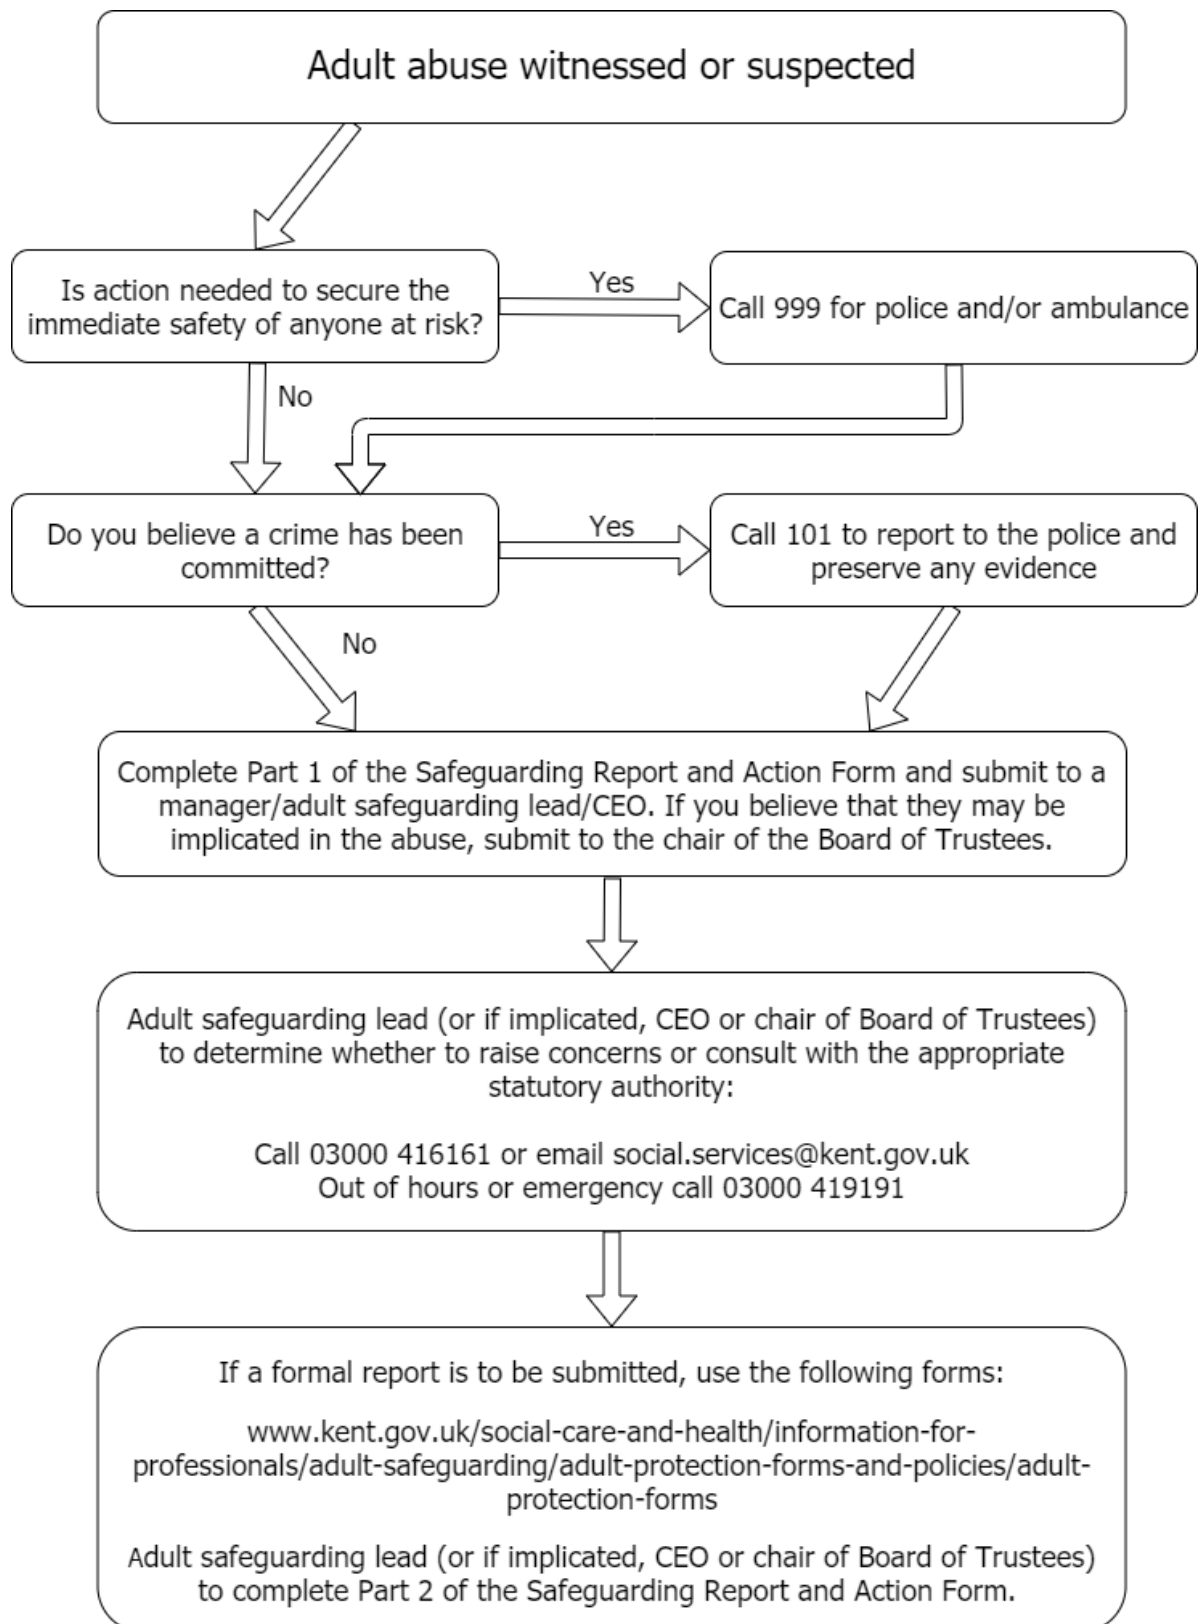 Adult abuse witnessed or suspected
Is action needed to secure the
immediate safety of anyone at risk?
Yes
Call 999 for police and/or ambulance
No
Do you believe a crime has been
committed?
Yes
Call 101 to report to the police and
preserve any evidence
No
Complete Part 1 of the Safeguarding Report and Action Form and submit to a
manager/adult safeguarding lead/CEO. If you believe that they may be
implicated in the abuse, submit to the chair of the Board of Trustees.
Adult safeguarding lead (or if implicated, CEO or chair of Board of Trustees)
to determine whether to raise concerns or consult with the appropriate
statutory authority:
Call 03000 416161 or email social.services@kent.gov.uk
Out of hours or emergency call 03000 419191
If a formal report is to be submitted, use the following forms:
www.kent.gov.uk/social-care-and-health/information-for-
professionals/adult-safeguarding/adult-protection-forms-and-policies/adult-
protection-forms
Adult safeguarding lead (or if implicated, CEO or chair of Board of Trustees)
to complete Part 2 of the Safeguarding Report and Action Form.